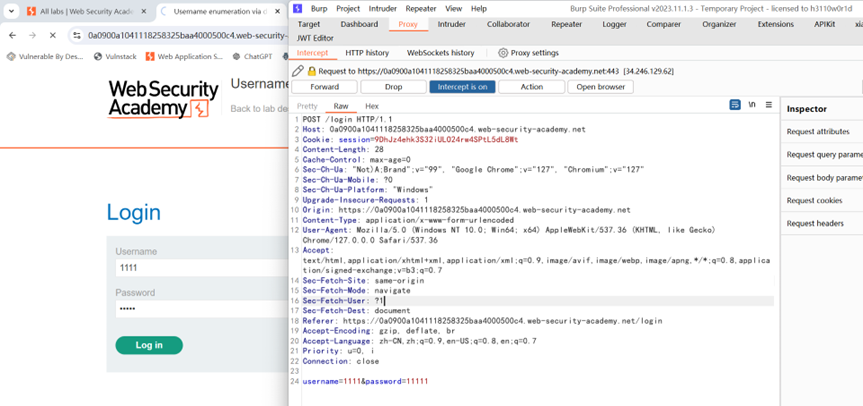 All labs | Web Security Acade
Username enumeration via d
0a0900a1041118258325baa4000500c4.web-security-
Vulnerable By Des...
Vulnstack
Web Application S...
ChatGPT
Web Security
Academy
Username
Back to lab de
Login
Username
1111
Password
•••••
Log in
Burp Project Intruder Repeater View Help
Burp Suite Professional v2023.11.1.3 - Temporary Project - licensed to h3110w0r1d
Target Dashboard Proxy Intruder Collaborator Repeater Comparer Organizer Extensions APIKit
JWT Editor
Intercept HTTP history WebSockets history Proxy settings
Request to https://0a0900a1041118258325baa4000500c4.web-security-academy.net:443 [34.246.129.62]
Forward Drop Intercept is on Action Open browser
Pretty Raw Hex
\n
1 POST /login HTTP/1.1
2 Host: 0a0900a1041118258325baa4000500c4.web-security-academy.net
3 Cookie: session=9DhJz4ehk3S32iUL024rw4SPtL5dL8Wt
4 Content-Length: 28
5 Cache-Control: max-age=0
6 Sec-Ch-Ua: "Not)A;Brand";v="99", "Google Chrome";v="127", "Chromium";v="127"
7 Sec-Ch-Ua-Mobile: ?0
8 Sec-Ch-Ua-Platform: "Windows"
9 Upgrade-Insecure-Requests: 1
10 Origin: https://0a0900a1041118258325baa4000500c4.web-security-academy.net
11 Content-Type: application/x-www-form-urlencoded
12 User-Agent: Mozilla/5.0 (Windows NT 10.0; Win64; x64) AppleWebKit/537.36 (KHTML, like Gecko)
Chrome/127.0.0.0 Safari/537.36
13 Accept:
text/html,application/xhtml+xml,application/xml;q=0.9,image/avif,image/webp,image/apng,*/*;q=0.8,applica
tion/signed-exchange;v=b3;q=0.7
14 Sec-Fetch-Site: same-origin
15 Sec-Fetch-Mode: navigate
16 Sec-Fetch-User: ?1
17 Sec-Fetch-Dest: document
18 Referer: https://0a0900a1041118258325baa4000500c4.web-security-academy.net/login
19 Accept-Encoding: gzip, deflate, br
20 Accept-Language: zh-CN,zh;q=0.9,en-US;q=0.8,en;q=0.7
21 Priority: u=0, i
22 Connection: close
23
24 username=1111&password=11111
Inspector
Request attributes
Request query parame
Request body parame
Request cookies
Request headers